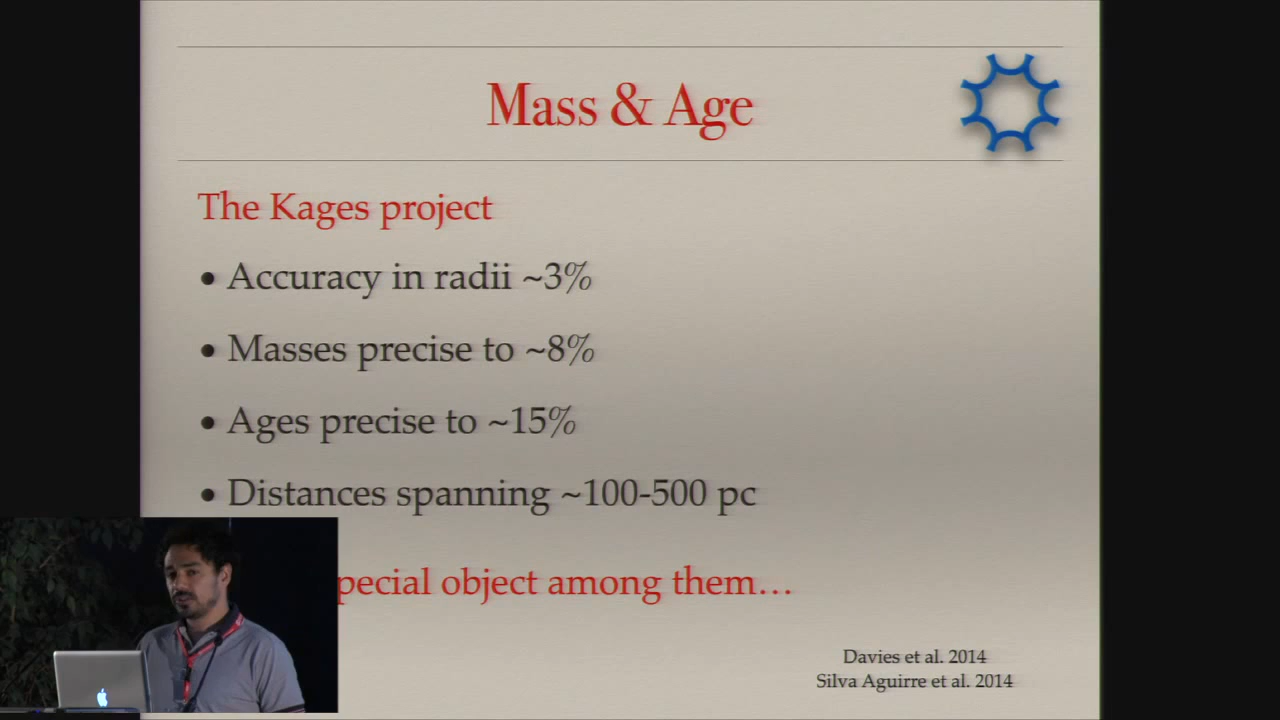 Mass & Age
The Kages project
• Accuracy in radii ~3%
• Masses precise to ~8%
• Ages precise to ~15%
• Distances spanning ~100-500 pc
pecial object among them…
Davies et al. 2014
Silva Aguirre et al. 2014